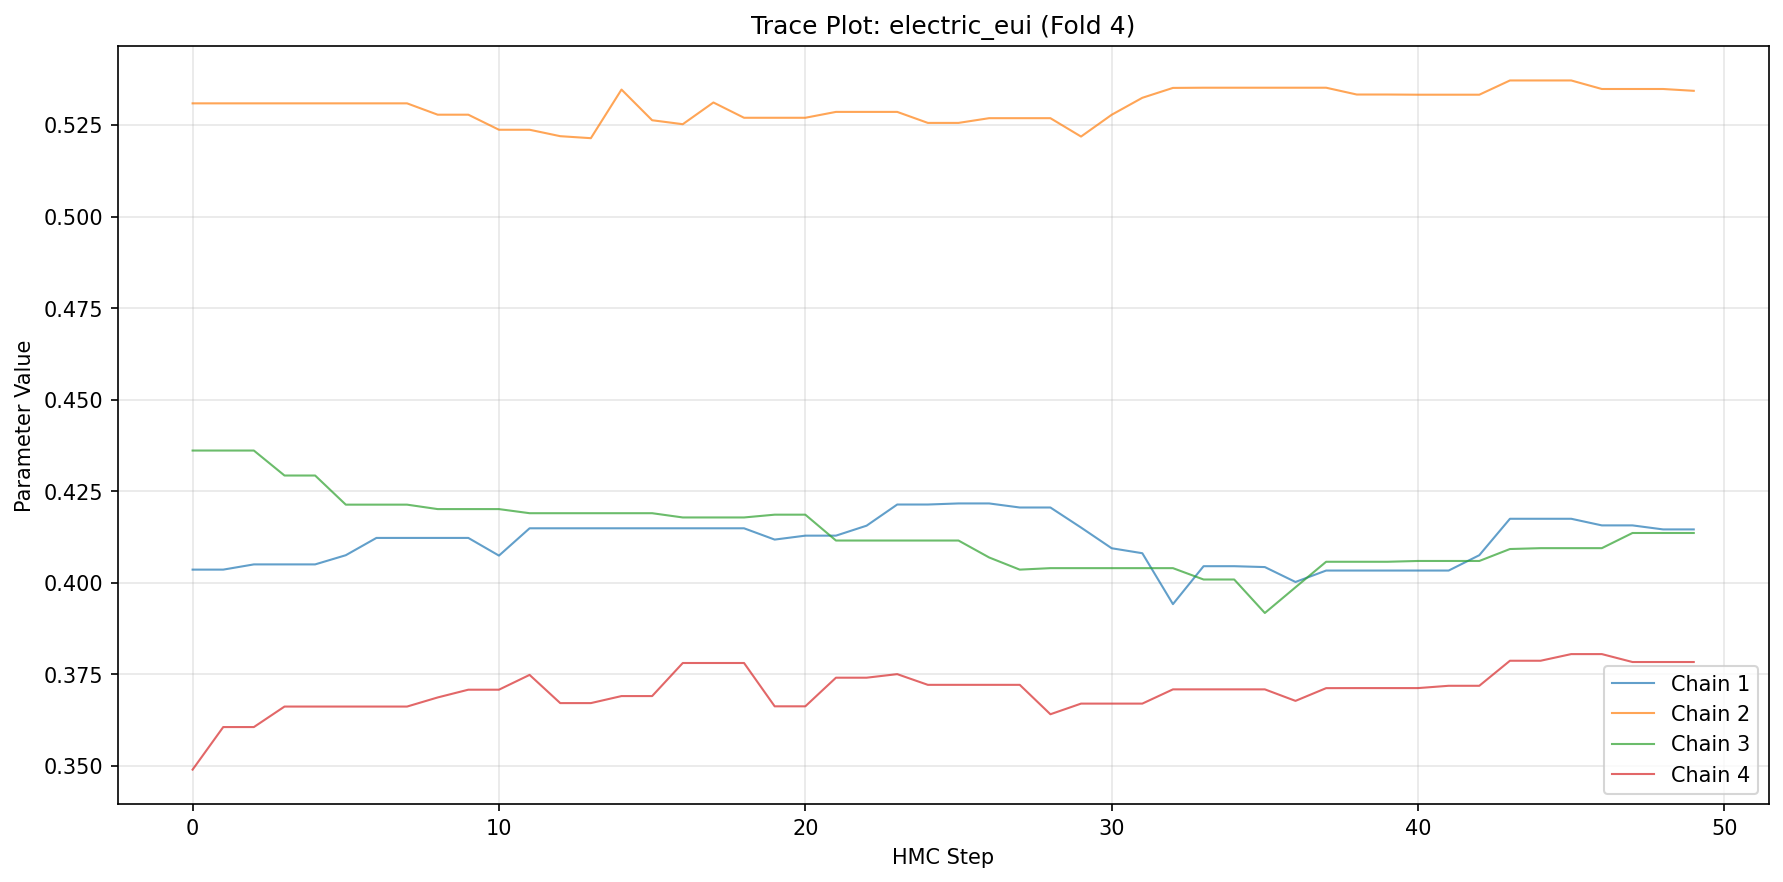 Trace Plot: electric_eui (Fold 4)
Parameter Value
0.525
0.500
0.475
0.450
0.425
0.400
0.375
0.350
0 10 20 30 40 50
HMC Step
Chain 1
Chain 2
Chain 3
Chain 4